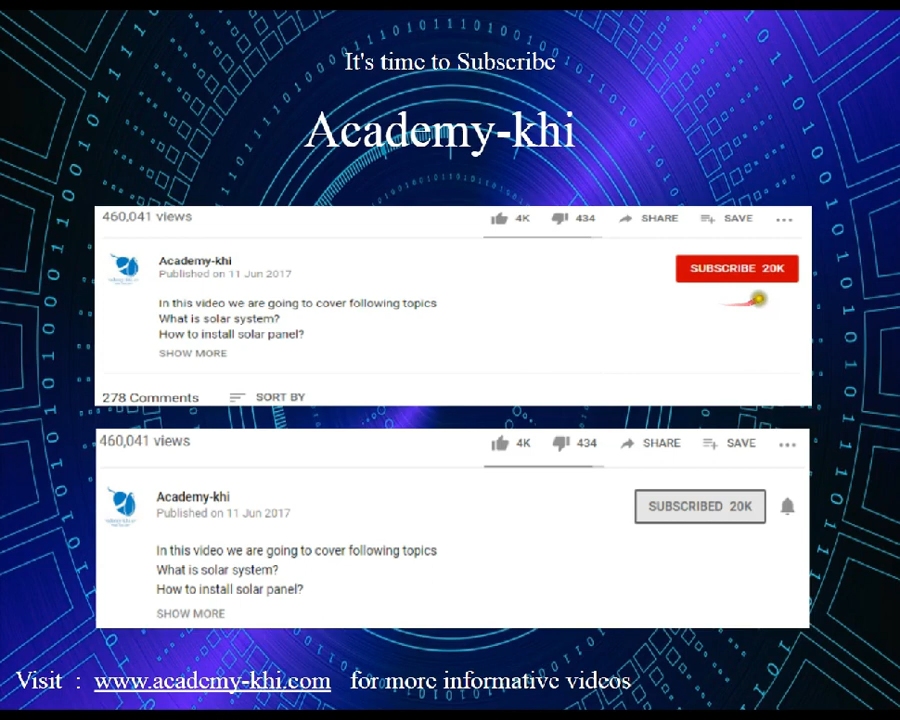 It's time to Subscribe
Academy-khi
460,041 views
4K 434 SHARE SAVE ...
Academy-khi
Published on 11 Jun 2017
SUBSCRIBE 20K
In this video we are going to cover following topics
What is solar system?
How to install solar panel?
SHOW MORE
278 Comments SORT BY
460,041 views
4K 434 SHARE SAVE ...
Academy-khi
Published on 11 Jun 2017
SUBSCRIBED 20K
In this video we are going to cover following topics
What is solar system?
How to install solar panel?
SHOW MORE
Visit : www.academy-khi.com for more informative videos